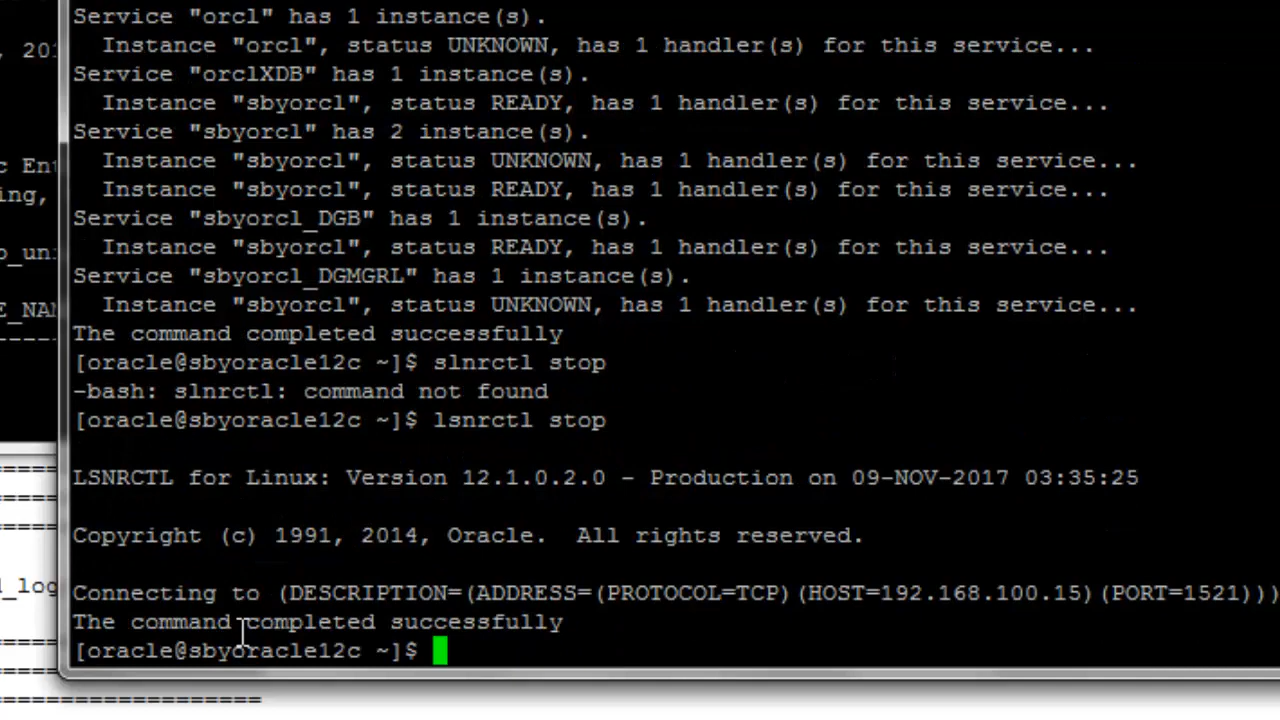 Service "orcl" has 1 instance(s).
  Instance "orcl", status UNKNOWN, has 1 handler(s) for this service...
Service "orclXDB" has 1 instance(s).
  Instance "sbyorcl", status READY, has 1 handler(s) for this service...
Service "sbyorcl" has 2 instance(s).
  Instance "sbyorcl", status UNKNOWN, has 1 handler(s) for this service...
  Instance "sbyorcl", status READY, has 1 handler(s) for this service...
Service "sbyorcl_DGB" has 1 instance(s).
  Instance "sbyorcl", status READY, has 1 handler(s) for this service...
Service "sbyorcl_DGMGRL" has 1 instance(s).
  Instance "sbyorcl", status UNKNOWN, has 1 handler(s) for this service...
The command completed successfully
[oracle@sbyoracle12c ~]$ slnrctl stop
-bash: slnrctl: command not found
[oracle@sbyoracle12c ~]$ lsnrctl stop
LSNRCTL for Linux: Version 12.1.0.2.0 - Production on 09-NOV-2017 03:35:25
Copyright (c) 1991, 2014, Oracle.  All rights reserved.
Connecting to (DESCRIPTION=(ADDRESS=(PROTOCOL=TCP)(HOST=192.168.100.15)(PORT=1521)))
The command completed successfully
[oracle@sbyoracle12c ~]$